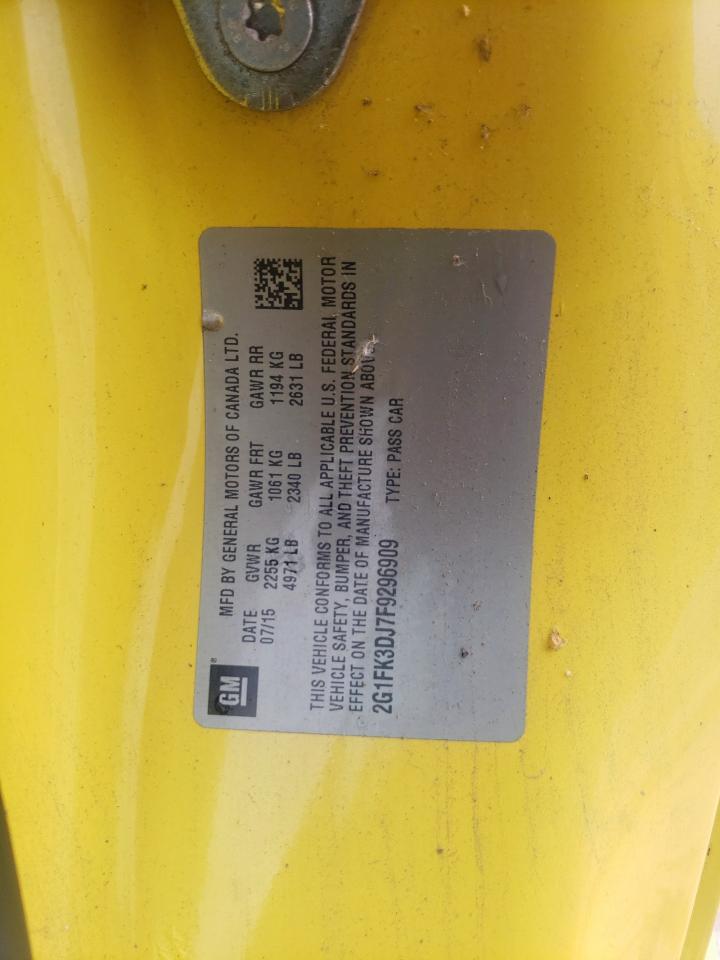 GM®
MFD BY GENERAL MOTORS OF CANADA LTD.
DATE GVWR GAWR FRT GAWR RR
07/15 2255 KG 1061 KG 1194 KG
4971 LB 2340 LB 2631 LB
THIS VEHICLE CONFORMS TO ALL APPLICABLE U.S. FEDERAL MOTOR
VEHICLE SAFETY, BUMPER, AND THEFT PREVENTION STANDARDS IN
EFFECT ON THE DATE OF MANUFACTURE SHOWN ABOVE
2G1FK3DJ7F9296909 TYPE: PASS CAR